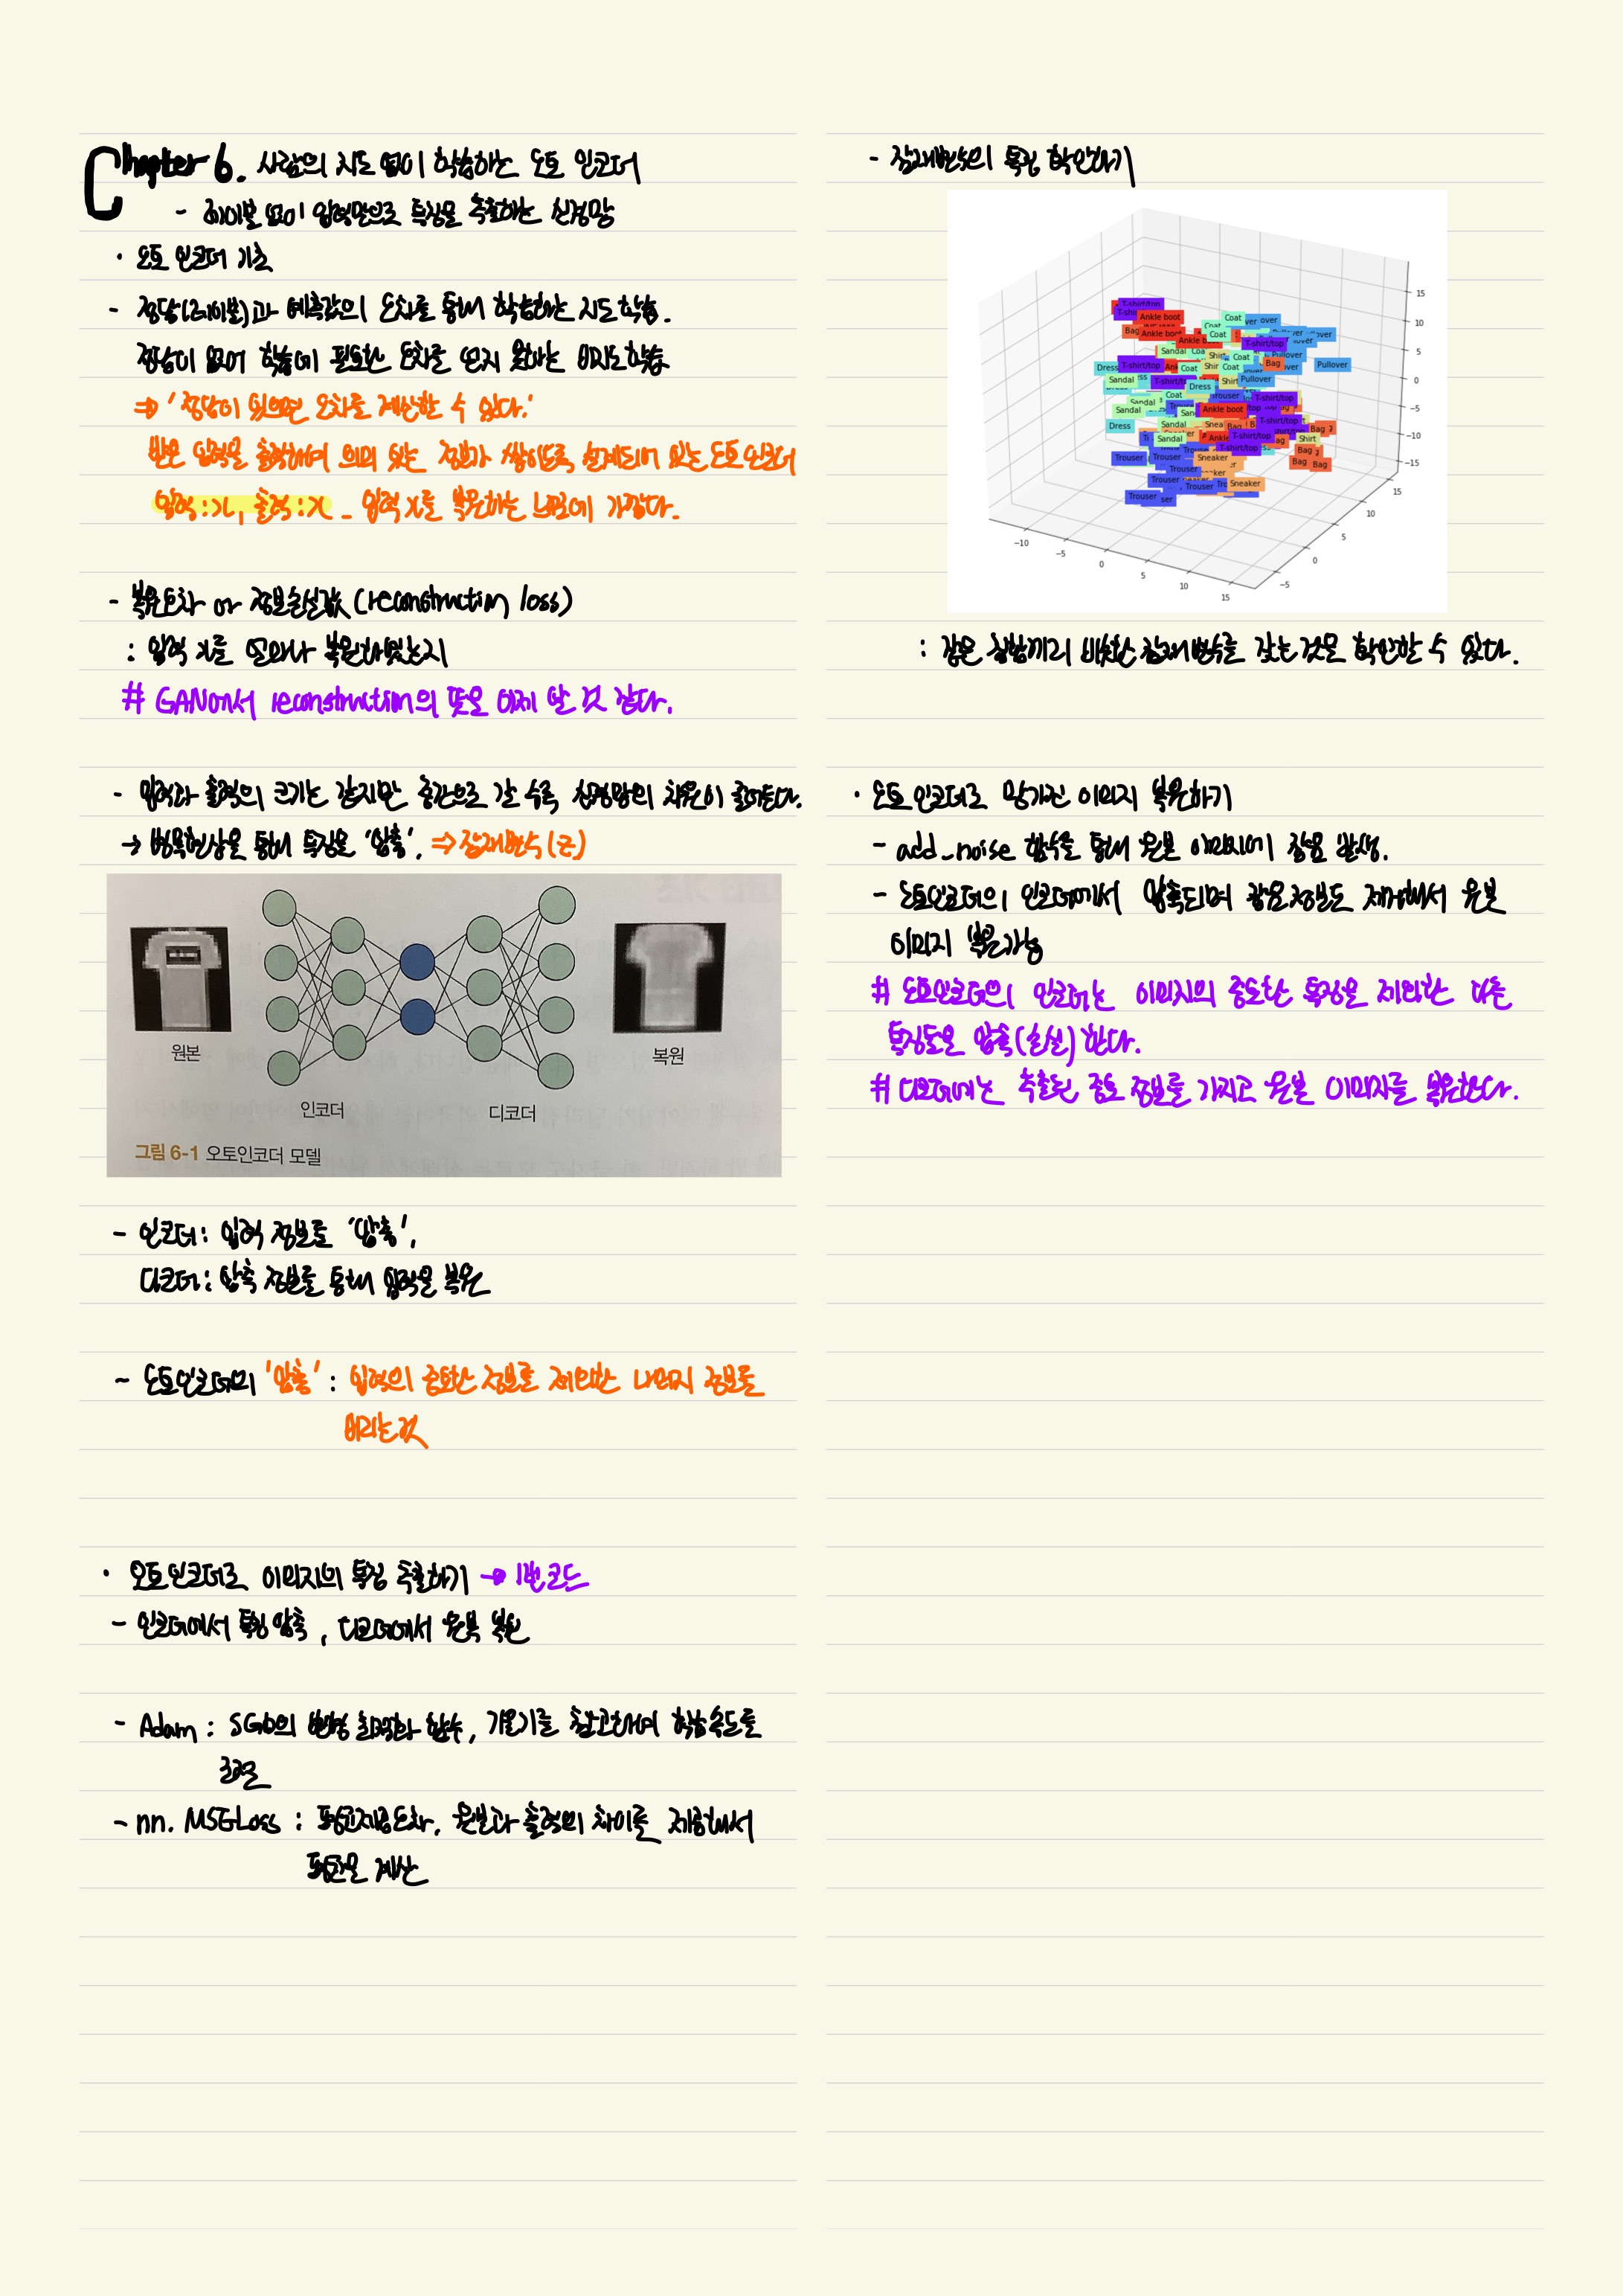 Chapter 6. 사람의 지도 없이 학습하는 오토 인코더
- 레이블 없이 입력만으로 특징을 추출하는 신경망
· 오토 인코더 기초
- 정답(레이블)과 예측값의 오차를 통해 학습하는 지도 학습.
정답이 없어 학습에 필요한 오차를 얻지 못하는 비지도학습
⇒ '정답이 있으면 오차를 계산할 수 있다.'
받은 입력을 출력하여 의미 있는 정보가 쌓이도록 설계되어 있는 오토인코더
입력 : x, 출력 : x - 입력 x를 복원하는 느낌에 가깝다.
- 복원오차 or 정보손실값 (reconstruction loss)
: 입력 x를 얼마나 복원하였는지
# GAN에서 reconstruction의 뜻을 이제 알 것 같다.
- 입력과 출력의 크기는 같지만 중간으로 갈 수록 신경망의 차원이 줄어든다.
→ 병목현상을 통해 특징을 '압축'. ⇒ 잠재변수(z)
원본
복원
인코더
디코더
그림 6-1 오토인코더 모델
- 인코더 : 입력 정보를 '압축',
디코더 : 압축 정보를 통해 입력을 복원
- 오토인코더의 '압축' : 입력의 중요한 정보를 제외한 나머지 정보를
버리는 것
· 오토인코더로 이미지의 특징 추출하기 → 1번 코드
- 인코더에서 특징 압축, 디코더에서 원복 복원
- Adam : SGD의 변형 최적화 함수, 기울기를 참고하여 학습속도를
조절
- nn. MSELoss : 평균제곱오차. 원본과 출력의 차이를 제곱해서
평균을 계산
- 잠재변수의 특징 확인하기
T-shirt/top
Ankle boot
Coat
Pullover
Bag
Sandal
Dress
Shirt
Trouser
Sneaker
15
10
5
0
−5
−10
−15
−10
−5
0
5
10
15
−5
0
5
10
15
: 같은 항목끼리 비슷한 잠재변수를 갖는 것을 확인할 수 있다.
· 오토인코더로 망가진 이미지 복원하기
- add_noise 함수를 통해 원본 이미지에 잡음 발생.
- 오토인코더의 인코더에서 압축되며 잡음정보도 제거해서 원본
이미지 복원가능
# 오토인코더의 인코더는 이미지의 중요한 특징을 제외한 다른
특징들을 압축(손실) 한다.
# 디코더에는 추출된 중요 정보를 가지고 원본 이미지를 복원한다.